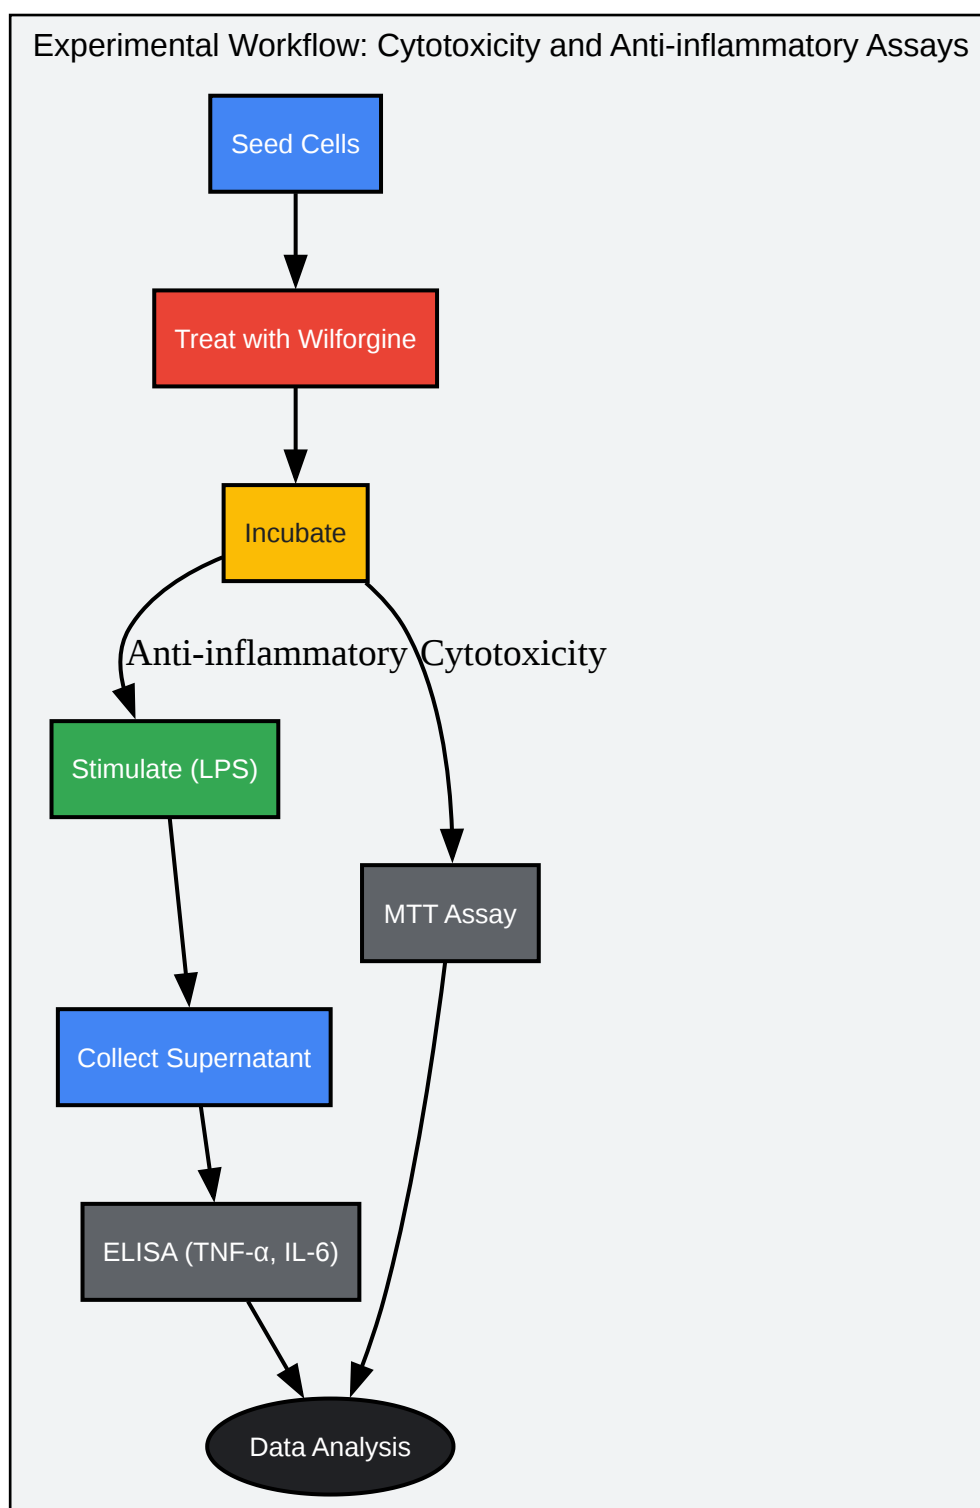 Experimental Workflow: Cytotoxicity and Anti-inflammatory Assays
Seed Cells
Treat with Wilforgine
Incubate
Anti-inflammatory
Cytotoxicity
Stimulate (LPS)
MTT Assay
Collect Supernatant
ELISA (TNF-α, IL-6)
Data Analysis